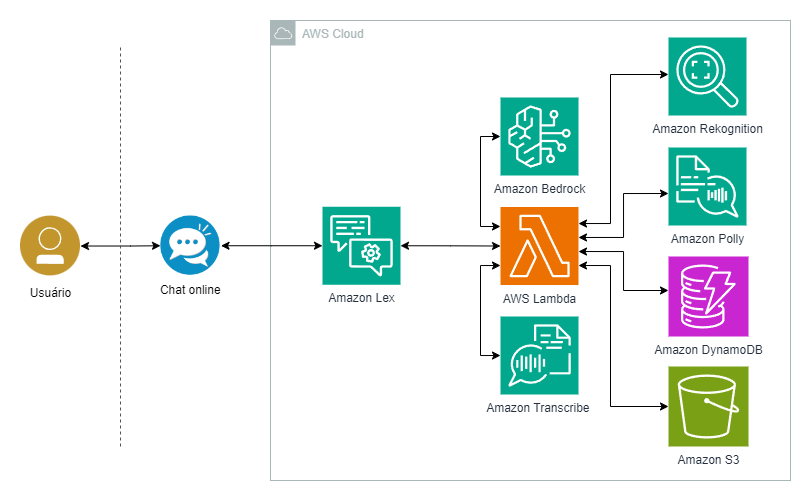 AWS Cloud
Amazon Rekognition
Amazon Bedrock
Amazon Polly
Usuário
Chat online
Amazon Lex
AWS Lambda
Amazon DynamoDB
Amazon Transcribe
Amazon S3